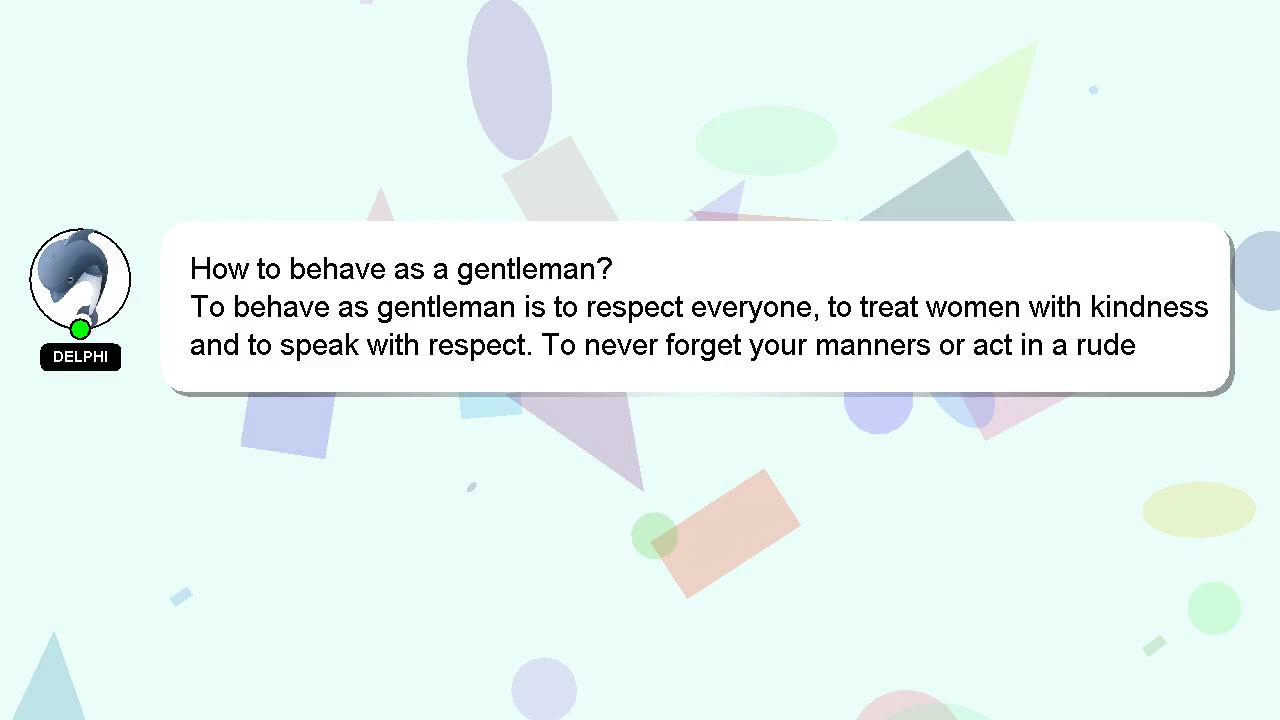 How to behave as a gentleman?
To behave as gentleman is to respect everyone, to treat women with kindness
and to speak with respect. To never forget your manners or act in a rude
DELPHI